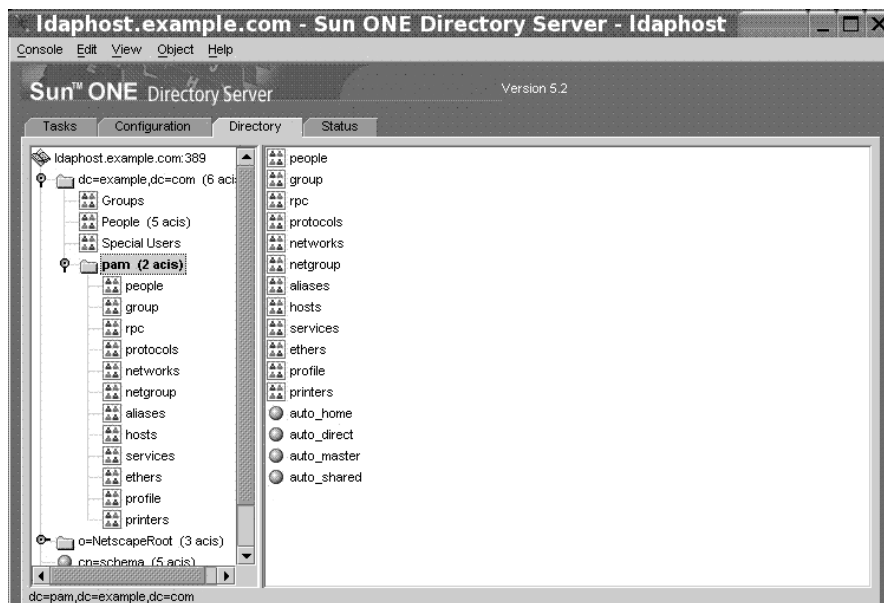 ldaphost.example.com - Sun ONE Directory Server - ldaphost
Console Edit View Object Help
Sun™ ONE Directory Server
Version 5.2
Tasks Configuration Directory Status
ldaphost.example.com:389
dc=example,dc=com (6 aci
Groups
People (5 acis)
Special Users
pam (2 acis)
people
group
rpc
protocols
networks
netgroup
aliases
hosts
services
ethers
profile
printers
o=NetscapeRoot (3 acis)
cn=schema (5 acis)
people
group
rpc
protocols
networks
netgroup
aliases
hosts
services
ethers
profile
printers
auto_home
auto_direct
auto_master
auto_shared
dc=pam,dc=example,dc=com